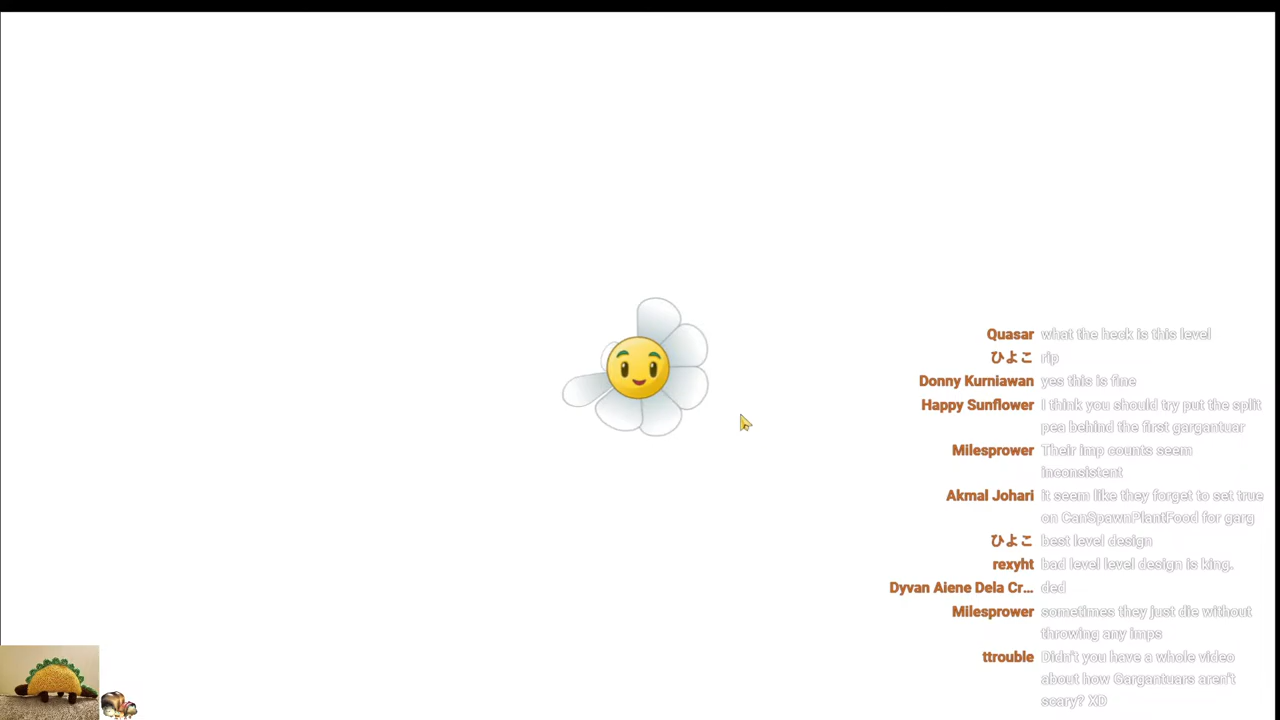 Quasar what the heck is this level
ひよこ rip
Donny Kurniawan yes this is fine
Happy Sunflower I think you should try put the split
pea behind the first gargantuar
Milesprower Their imp counts seem
inconsistent
Akmal Johari it seem like they forget to set true
on CanSpawnPlantFood for garg
ひよこ best level design
rexyht bad level level design is king.
Dyvan Aiene Dela Cr... ded
Milesprower sometimes they just die without
throwing any imps
ttrouble Didn't you have a whole video
about how Gargantuars aren't
scary? XD